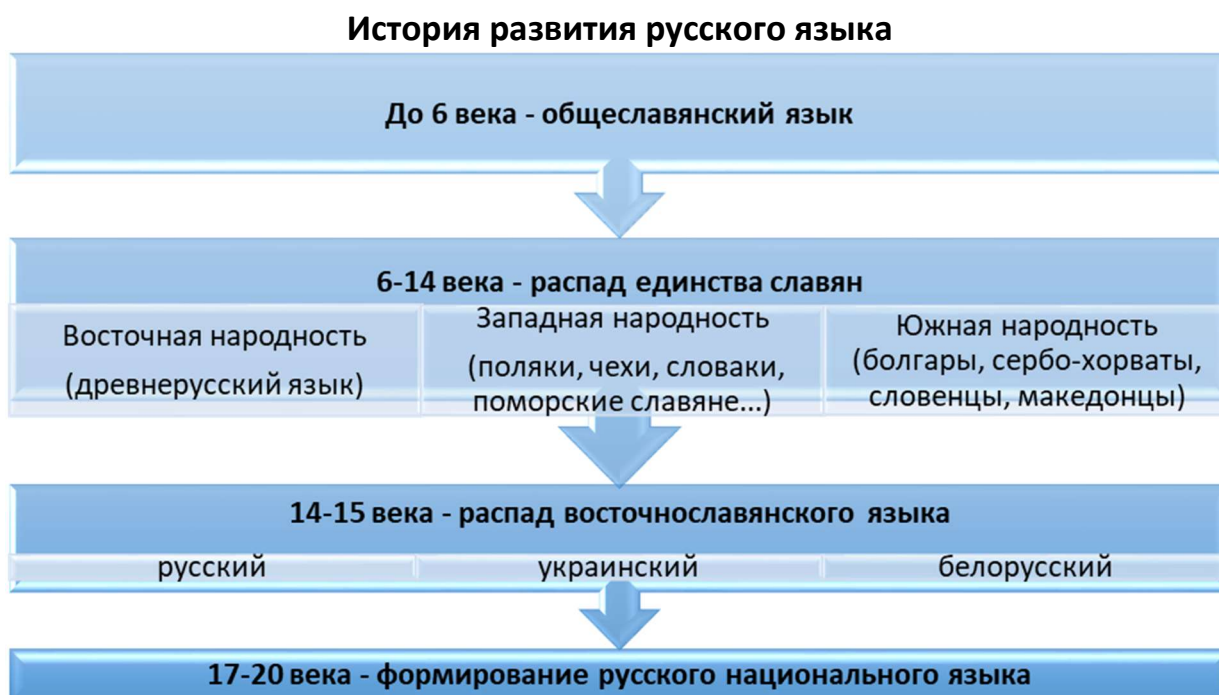 История развития русского языка
До 6 века - общеславянский язык
6-14 века - распад единства славян
Восточная народность
(древнерусский язык)
Западная народность
(поляки, чехи, словаки,
поморские славяне...)
Южная народность
(болгары, сербо-хорваты,
словенцы, македонцы)
14-15 века - распад восточнославянского языка
русский
украинский
белорусский
17-20 века - формирование русского национального языка